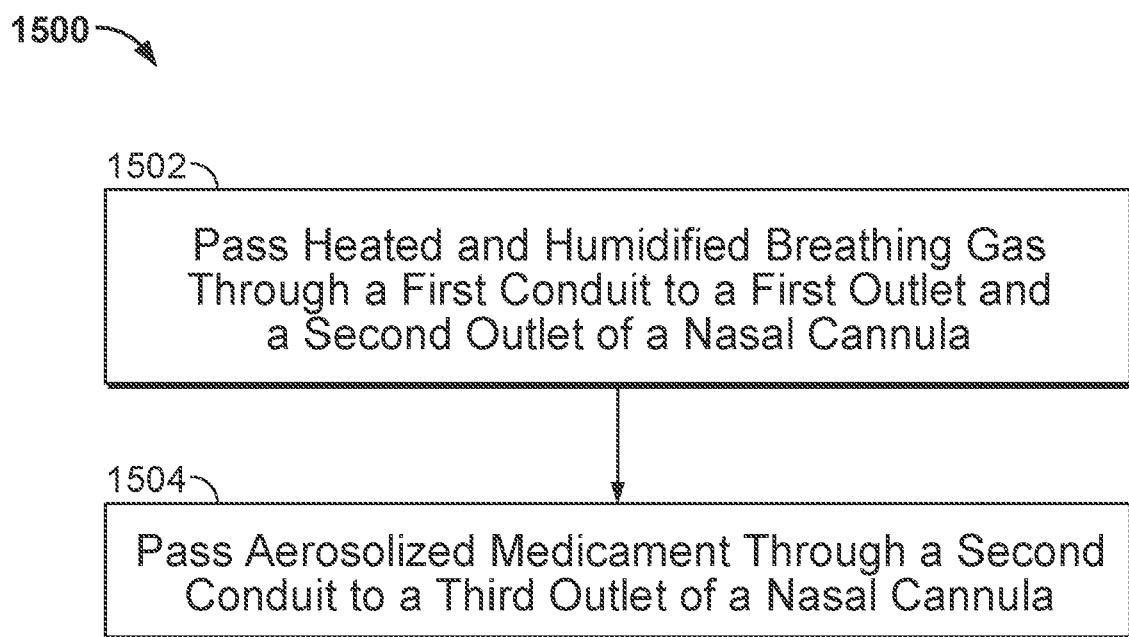 1500
1502
Pass Heated and Humidified Breathing Gas
Through a First Conduit to a First Outlet and
a Second Outlet of a Nasal Cannula
1504
Pass Aerosolized Medicament Through a Second
Conduit to a Third Outlet of a Nasal Cannula